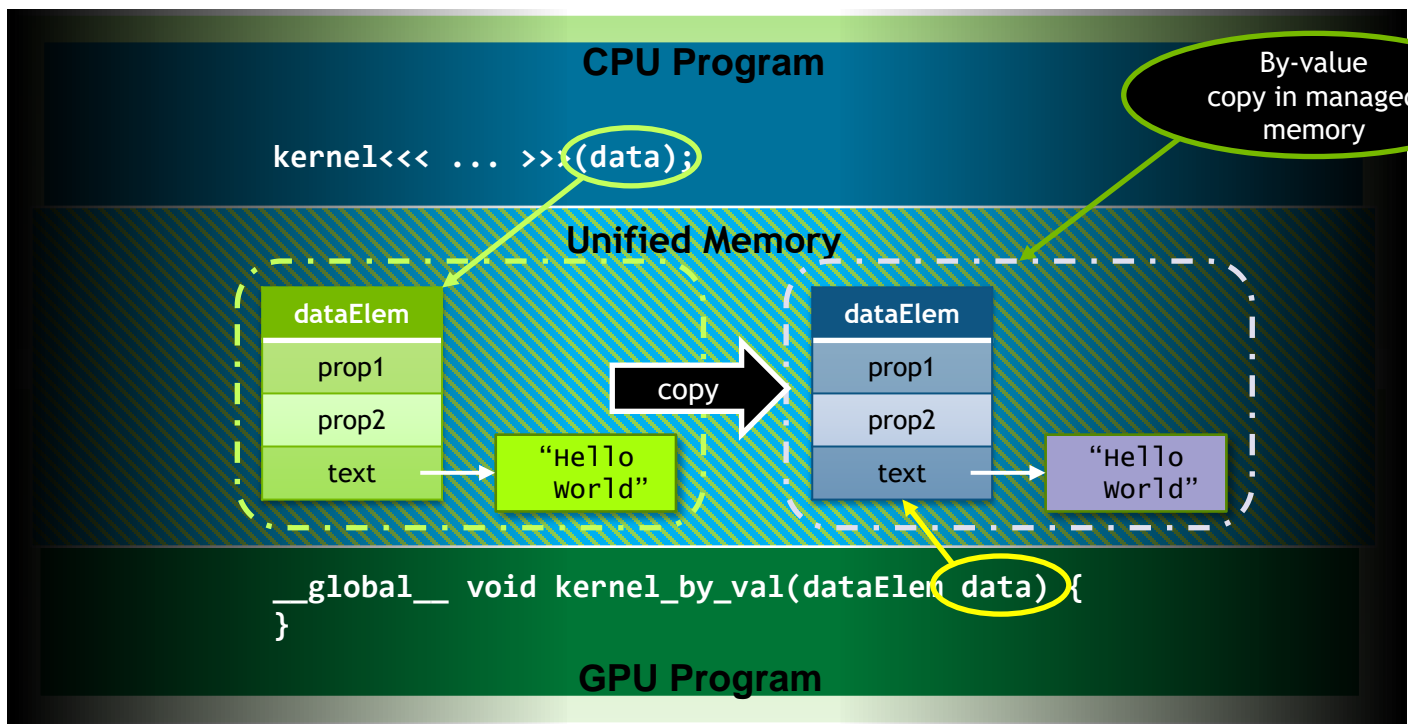 CPU Program
By-value
copy in managed
memory
kernel<<< ... >>>(data);
Unified Memory
dataElem
prop1
prop2
text
“Hello
World”
copy
dataElem
prop1
prop2
text
“Hello
World”
__global__ void kernel_by_val(dataElem data) {
}
GPU Program